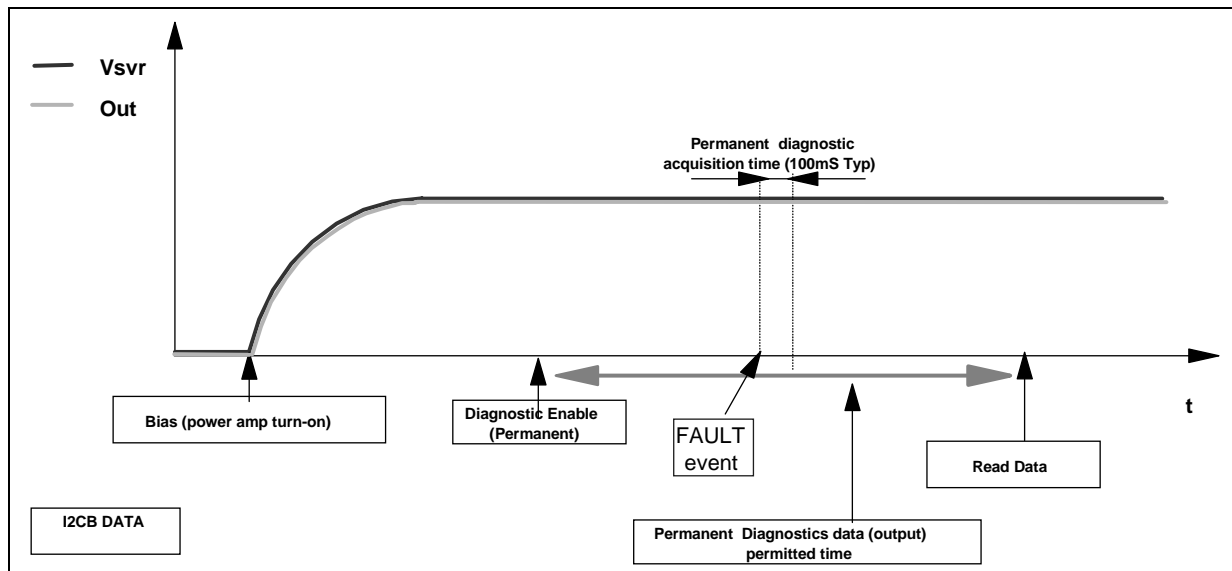 Vsvr
Out
Permanent diagnostic
acquisition time (100mS Typ)
t
Bias (power amp turn-on)
Diagnostic Enable
(Permanent)
FAULT
event
Read Data
I2CB DATA
Permanent Diagnostics data (output)
permitted time